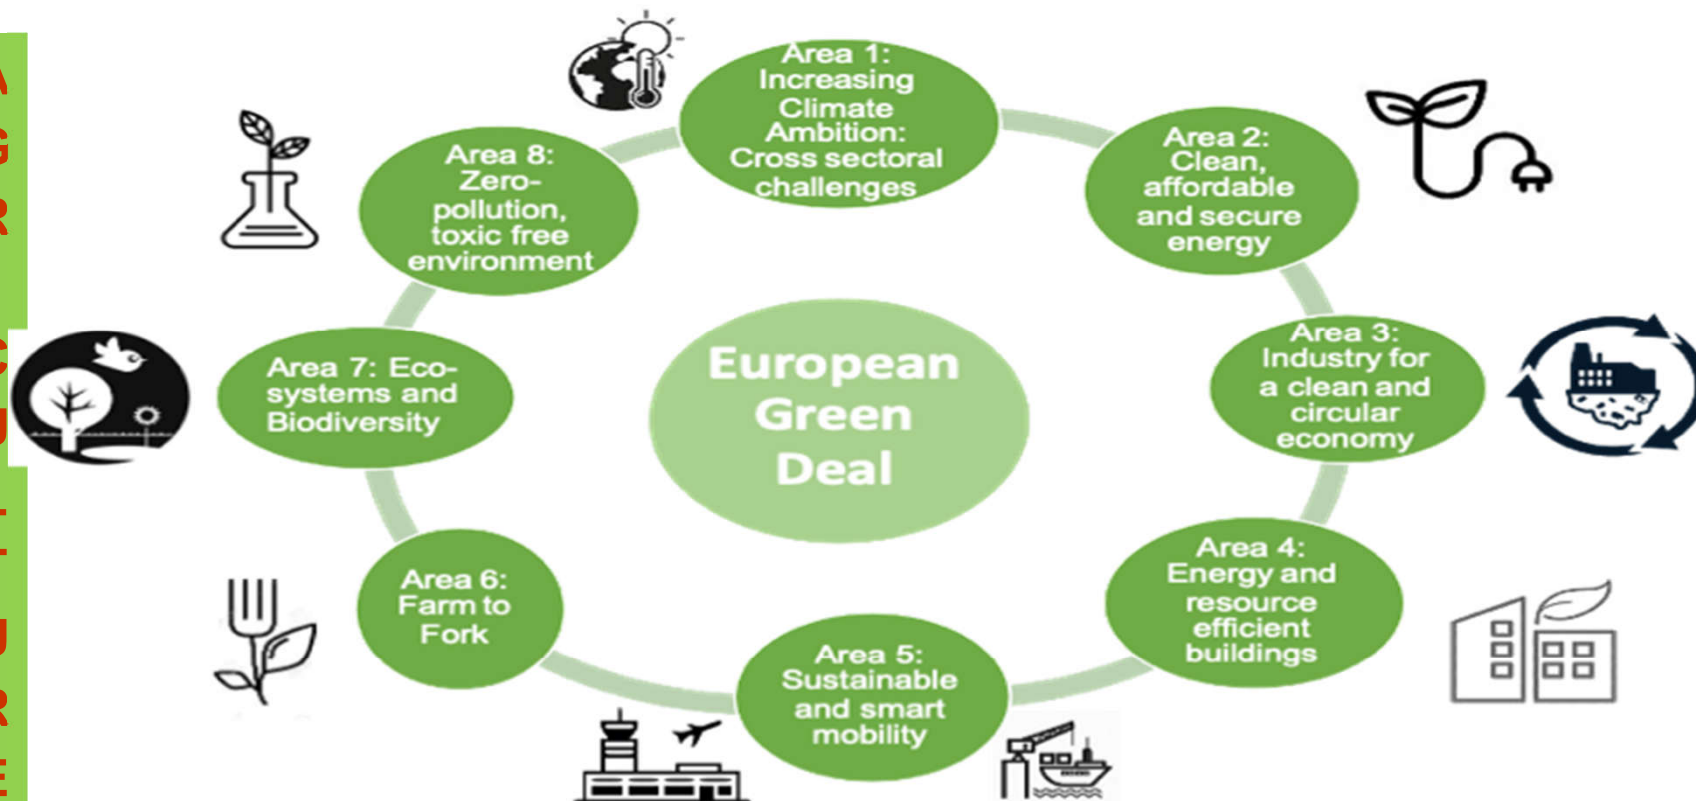 European
Green
Deal
Area 1:
Increasing
Climate
Ambition:
Cross sectoral
challenges
Area 2:
Clean,
affordable
and secure
energy
Area 3:
Industry for
a clean and
circular
economy
Area 4:
Energy and
resource
efficient
buildings
Area 5:
Sustainable
and smart
mobility
Area 6:
Farm to
Fork
Area 7: Eco-
systems and
Biodiversity
Area 8:
Zero-
pollution,
toxic free
environment